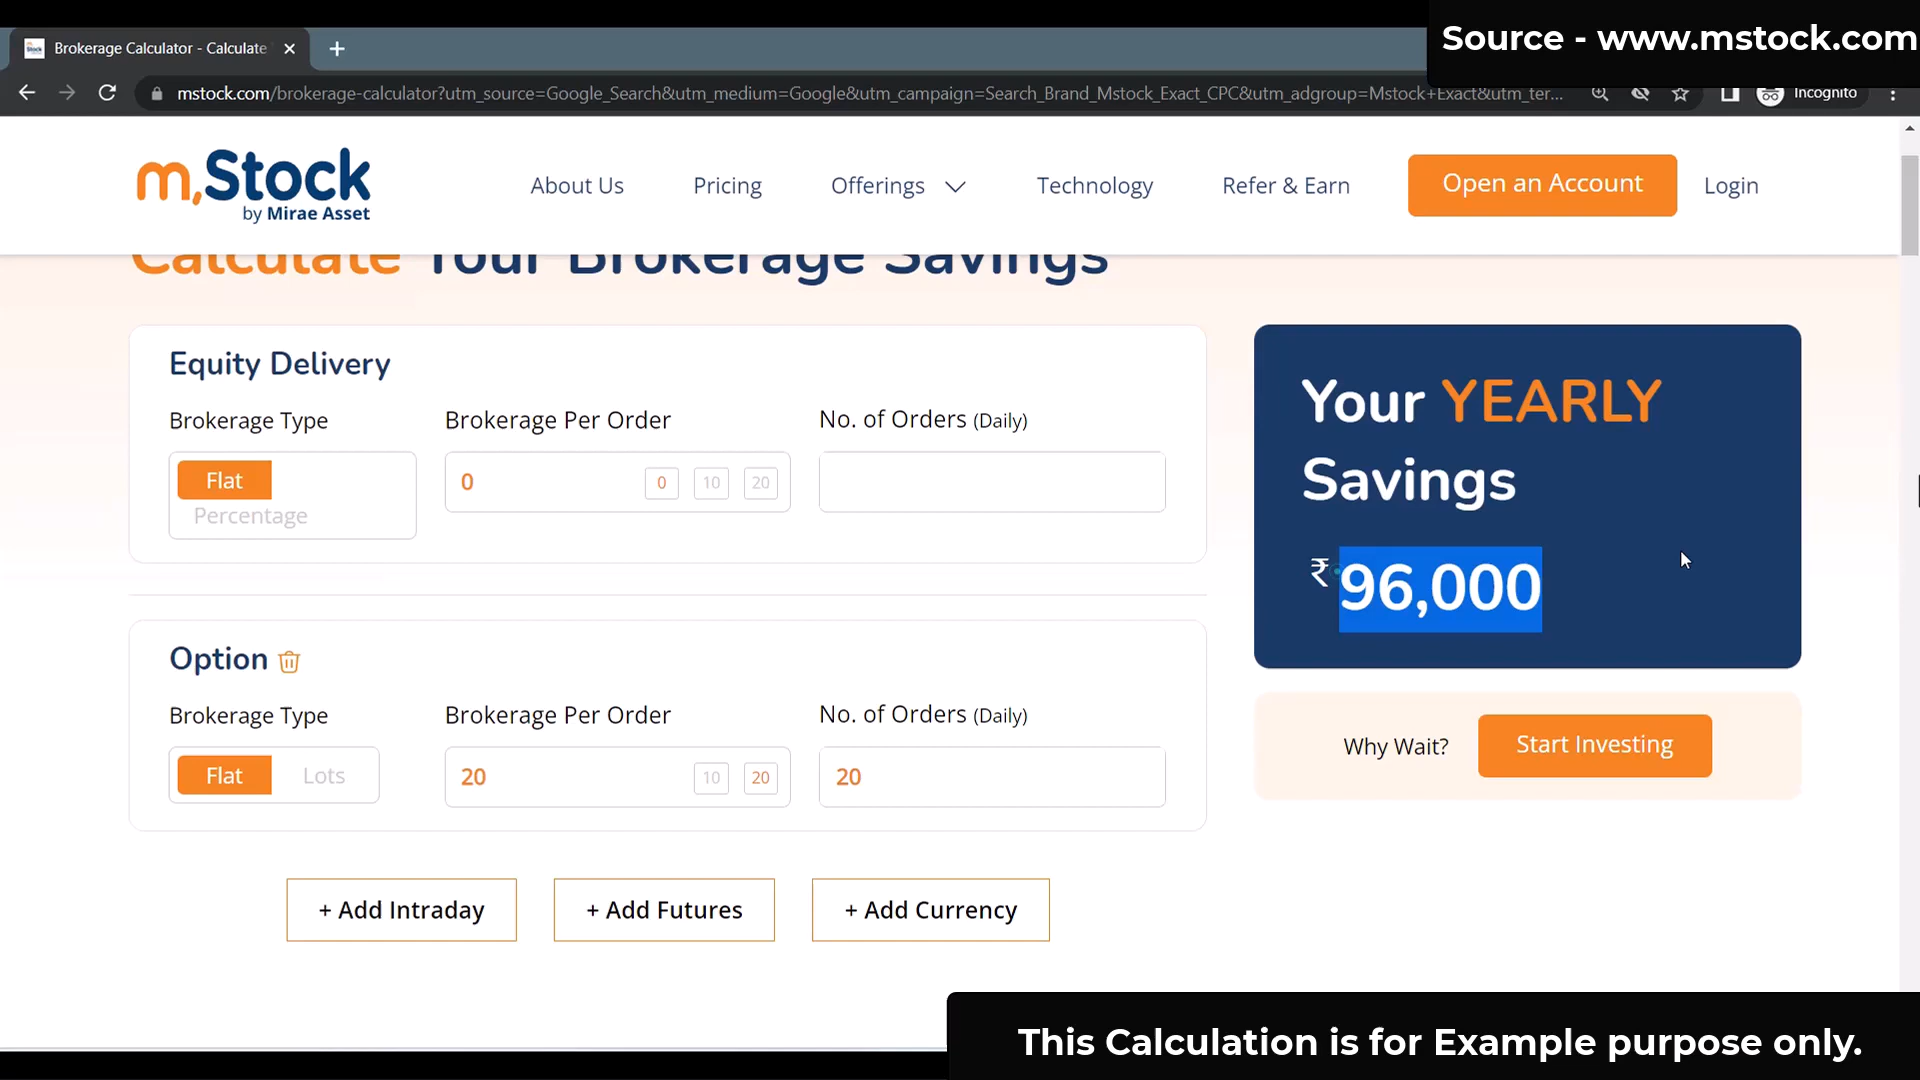 Source - www.mstock.com
Brokerage Calculator - Calculate
mstock.com/brokerage-calculator?utm_source=Google_Search&utm_medium=Google&utm_campaign=Search_Brand_Mstock_Exact_CPC&utm_adgroup=Mstock+Exact&utm_ter...
Incognito
m.Stock
by Mirae Asset
About Us
Pricing
Offerings
Technology
Refer & Earn
Open an Account
Login
Calculate Your Brokerage Savings
Equity Delivery
Brokerage Type
Brokerage Per Order
No. of Orders (Daily)
Flat
Percentage
0
0
10
20
Your YEARLY
Savings
₹ 96,000
Option
Brokerage Type
Brokerage Per Order
No. of Orders (Daily)
Flat
Lots
20
10
20
20
Why Wait?
Start Investing
+ Add Intraday
+ Add Futures
+ Add Currency
This Calculation is for Example purpose only.